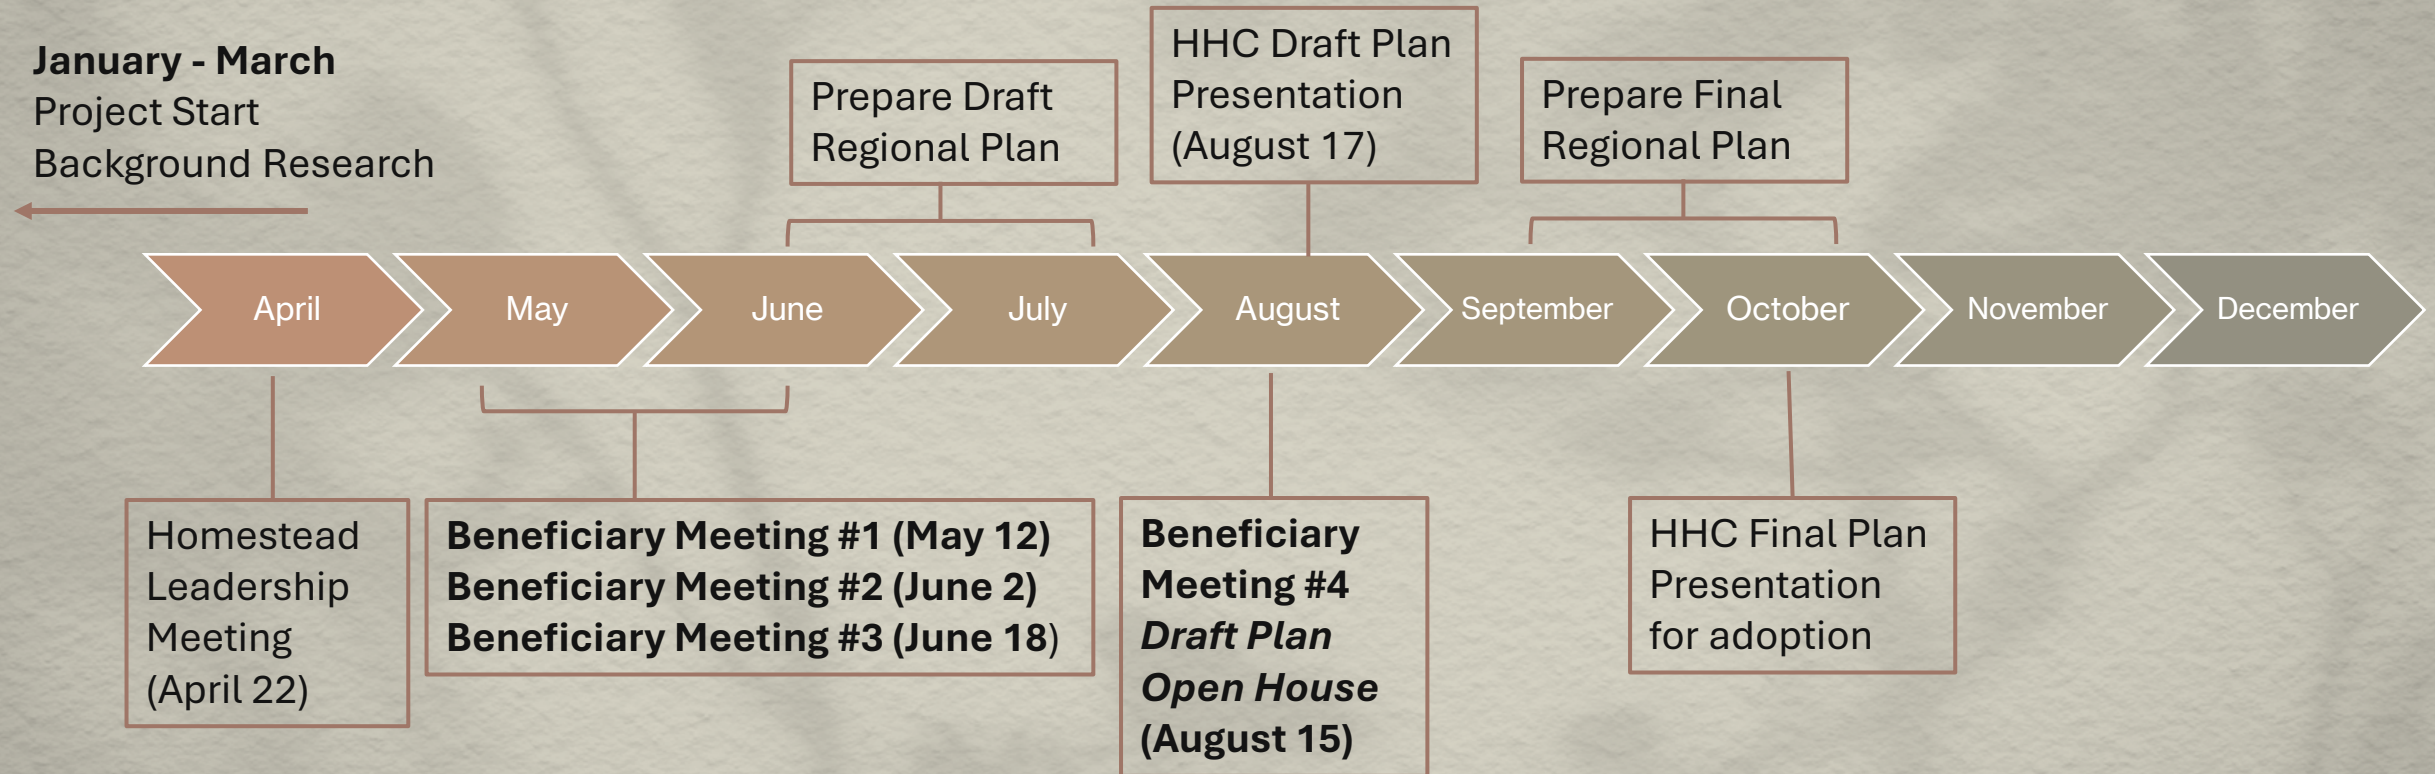 January - March
Project Start
Background Research
Prepare Draft
Regional Plan
HHC Draft Plan
Presentation
(August 17)
Prepare Final
Regional Plan
April
May
June
July
August
September
October
November
December
Homestead
Leadership
Meeting
(April 22)
Beneficiary Meeting #1 (May 12)
Beneficiary Meeting #2 (June 2)
Beneficiary Meeting #3 (June 18)
Beneficiary
Meeting #4
Draft Plan
Open House
(August 15)
HHC Final Plan
Presentation
for adoption